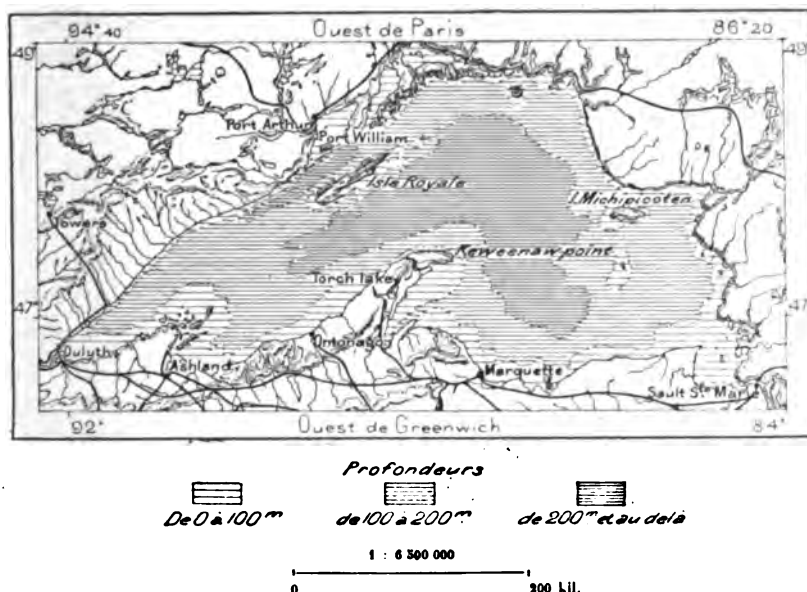 94° 40 Ouest de Paris 86° 20
49° 49°
Port Arthur
Port William
Isle Royale
I. Michipicoten
Towers
Keweenaw point
Torch lake
47° 47°
Duluth
Ontonagon
Ashland
Marquette
Sault Ste Marie
92° Ouest de Greenwich 84°
Profondeurs
De 0 à 100m de 100 à 200m de 200m et au delà
1 : 6 300 000
0 200 kil.